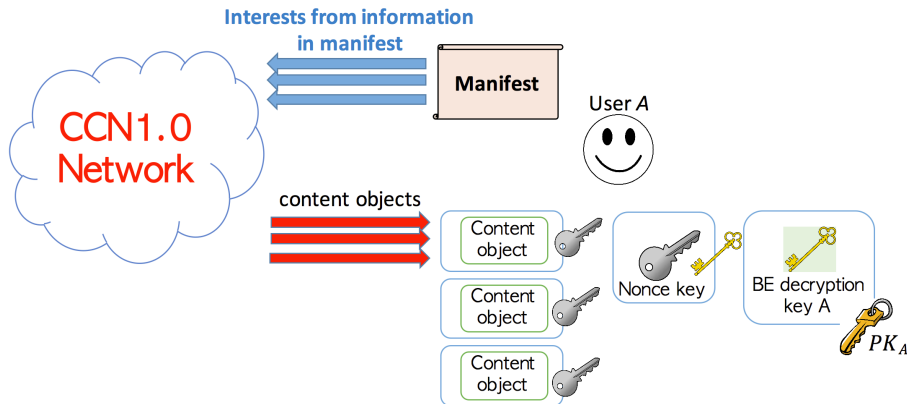 Interests from information
in manifest
Manifest
User A
CCN1.0
Network
content objects
Content
object
Nonce key
BE decryption
key A
PK_A
Content
object
Content
object